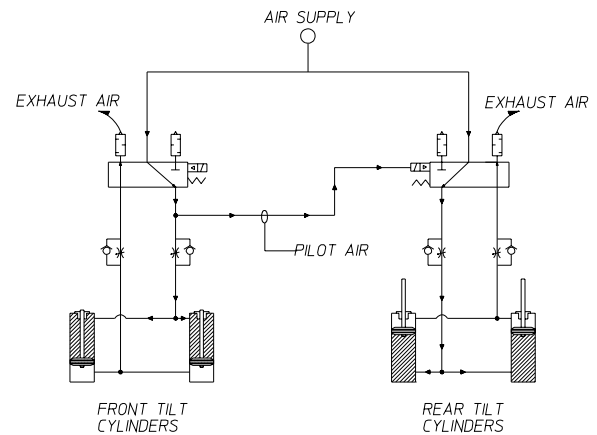 AIR SUPPLY
EXHAUST AIR
EXHAUST AIR
PILOT AIR
FRONT TILT
CYLINDERS
REAR TILT
CYLINDERS